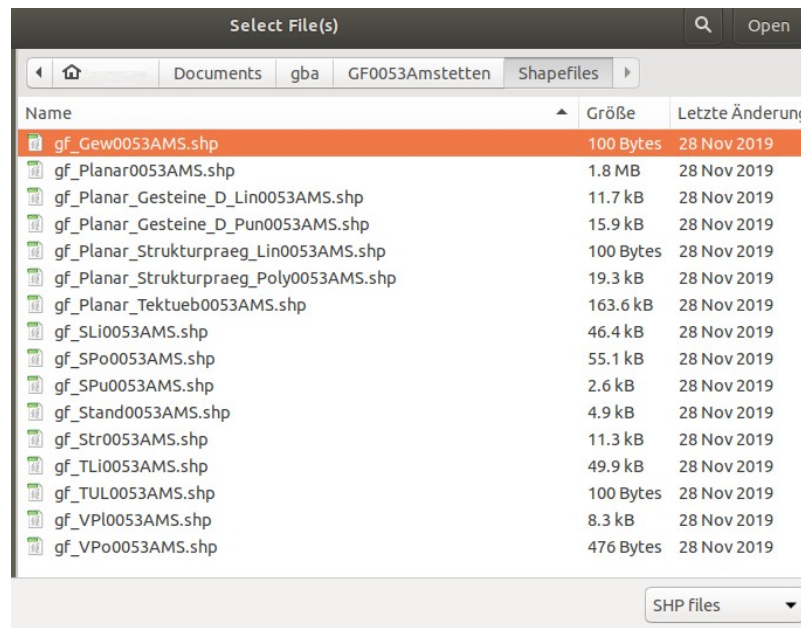 Select File(s) Open
Documents gba GF0053Amstetten Shapefiles
Name Größe Letzte Änderung
gf_Gew0053AMS.shp 100 Bytes 28 Nov 2019
gf_Planar0053AMS.shp 1.8 MB 28 Nov 2019
gf_Planar_Gesteine_D_Lin0053AMS.shp 11.7 kB 28 Nov 2019
gf_Planar_Gesteine_D_Pun0053AMS.shp 15.9 kB 28 Nov 2019
gf_Planar_Strukturpraeg_Lin0053AMS.shp 100 Bytes 28 Nov 2019
gf_Planar_Strukturpraeg_Poly0053AMS.shp 19.3 kB 28 Nov 2019
gf_Planar_Tektueb0053AMS.shp 163.6 kB 28 Nov 2019
gf_SLi0053AMS.shp 46.4 kB 28 Nov 2019
gf_SPo0053AMS.shp 55.1 kB 28 Nov 2019
gf_SPu0053AMS.shp 2.6 kB 28 Nov 2019
gf_Stand0053AMS.shp 4.9 kB 28 Nov 2019
gf_Str0053AMS.shp 11.3 kB 28 Nov 2019
gf_TLi0053AMS.shp 49.9 kB 28 Nov 2019
gf_TUL0053AMS.shp 100 Bytes 28 Nov 2019
gf_VPl0053AMS.shp 8.3 kB 28 Nov 2019
gf_VPo0053AMS.shp 476 Bytes 28 Nov 2019
SHP files